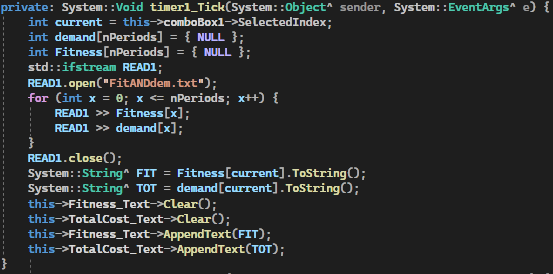 private: System::Void timer1_Tick(System::Object^ sender, System::EventArgs^ e) {
    int current = this->comboBox1->SelectedIndex;
    int demand[nPeriods] = { NULL };
    int Fitness[nPeriods] = { NULL };
    std::ifstream READ1;
    READ1.open("FitANDdem.txt");
    for (int x = 0; x <= nPeriods; x++) {
        READ1 >> Fitness[x];
        READ1 >> demand[x];
    }
    READ1.close();
    System::String^ FIT = Fitness[current].ToString();
    System::String^ TOT = demand[current].ToString();
    this->Fitness_Text->Clear();
    this->TotalCost_Text->Clear();
    this->Fitness_Text->AppendText(FIT);
    this->TotalCost_Text->AppendText(TOT);
}